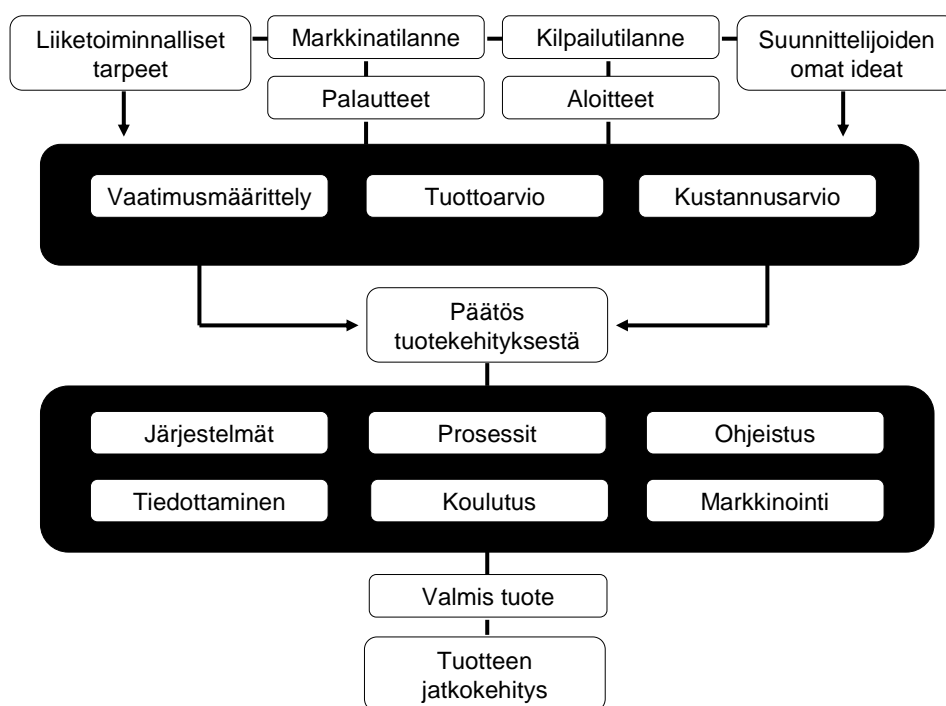 Liiketoiminnalliset
tarpeet
Markkinatilanne
Kilpailutilanne
Suunnittelijoiden
omat ideat
Palautteet
Aloitteet
Vaatimusmäärittely
Tuottoarvio
Kustannusarvio
Päätös
tuotekehityksestä
Järjestelmät
Prosessit
Ohjeistus
Tiedottaminen
Koulutus
Markkinointi
Valmis tuote
Tuotteen
jatkokehitys